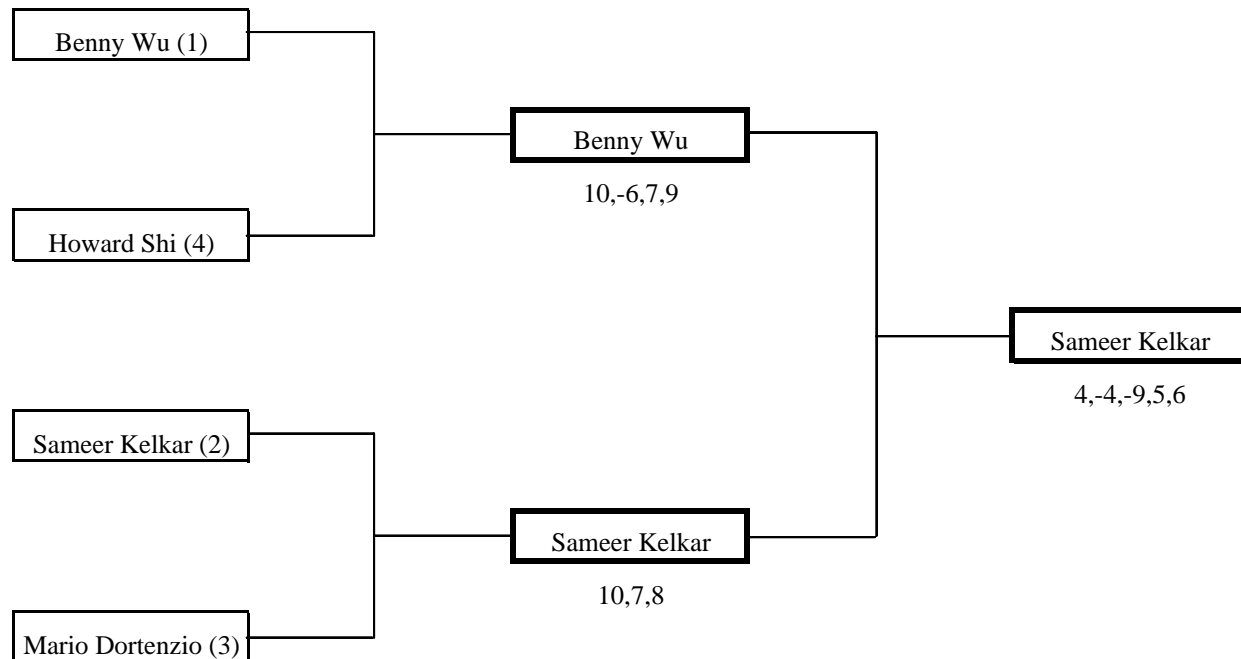 Benny Wu (1)
Benny Wu
10,-6,7,9
Howard Shi (4)
Sameer Kelkar
4,-4,-9,5,6
Sameer Kelkar (2)
Sameer Kelkar
10,7,8
Mario Dortenzio (3)